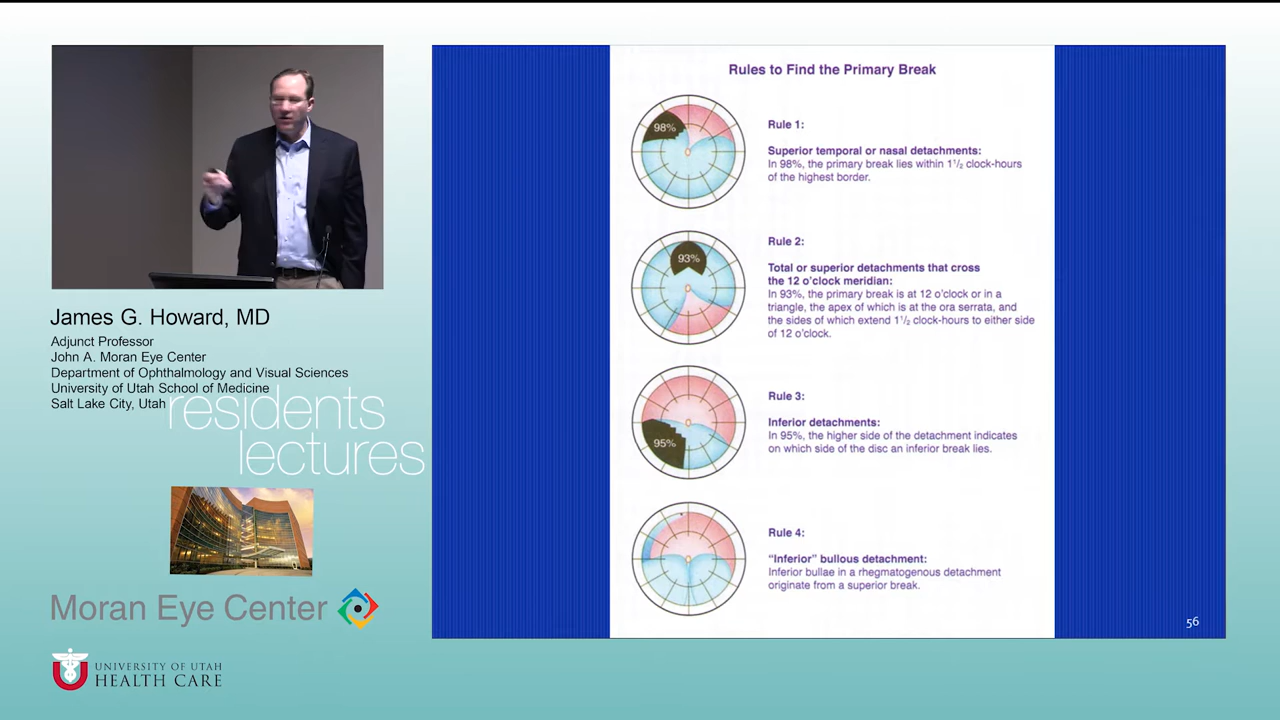 James G. Howard, MD
Adjunct Professor
John A. Moran Eye Center
Department of Ophthalmology and Visual Sciences
University of Utah School of Medicine
Salt Lake City, Utah
residents
lectures
Moran Eye Center
U
UNIVERSITY OF UTAH
HEALTH CARE
Rules to Find the Primary Break
98%
Rule 1:
Superior temporal or nasal detachments:
In 98%, the primary break lies within 1 1/2 clock-hours
of the highest border.
93%
Rule 2:
Total or superior detachments that cross
the 12 o'clock meridian:
In 93%, the primary break is at 12 o'clock or in a
triangle, the apex of which is at the ora serrata, and
the sides of which extend 1 1/2 clock-hours to either side
of 12 o'clock.
95%
Rule 3:
Inferior detachments:
In 95%, the higher side of the detachment indicates
on which side of the disc an inferior break lies.
Rule 4:
“Inferior” bullous detachment:
Inferior bullae in a rhegmatogenous detachment
originate from a superior break.
56